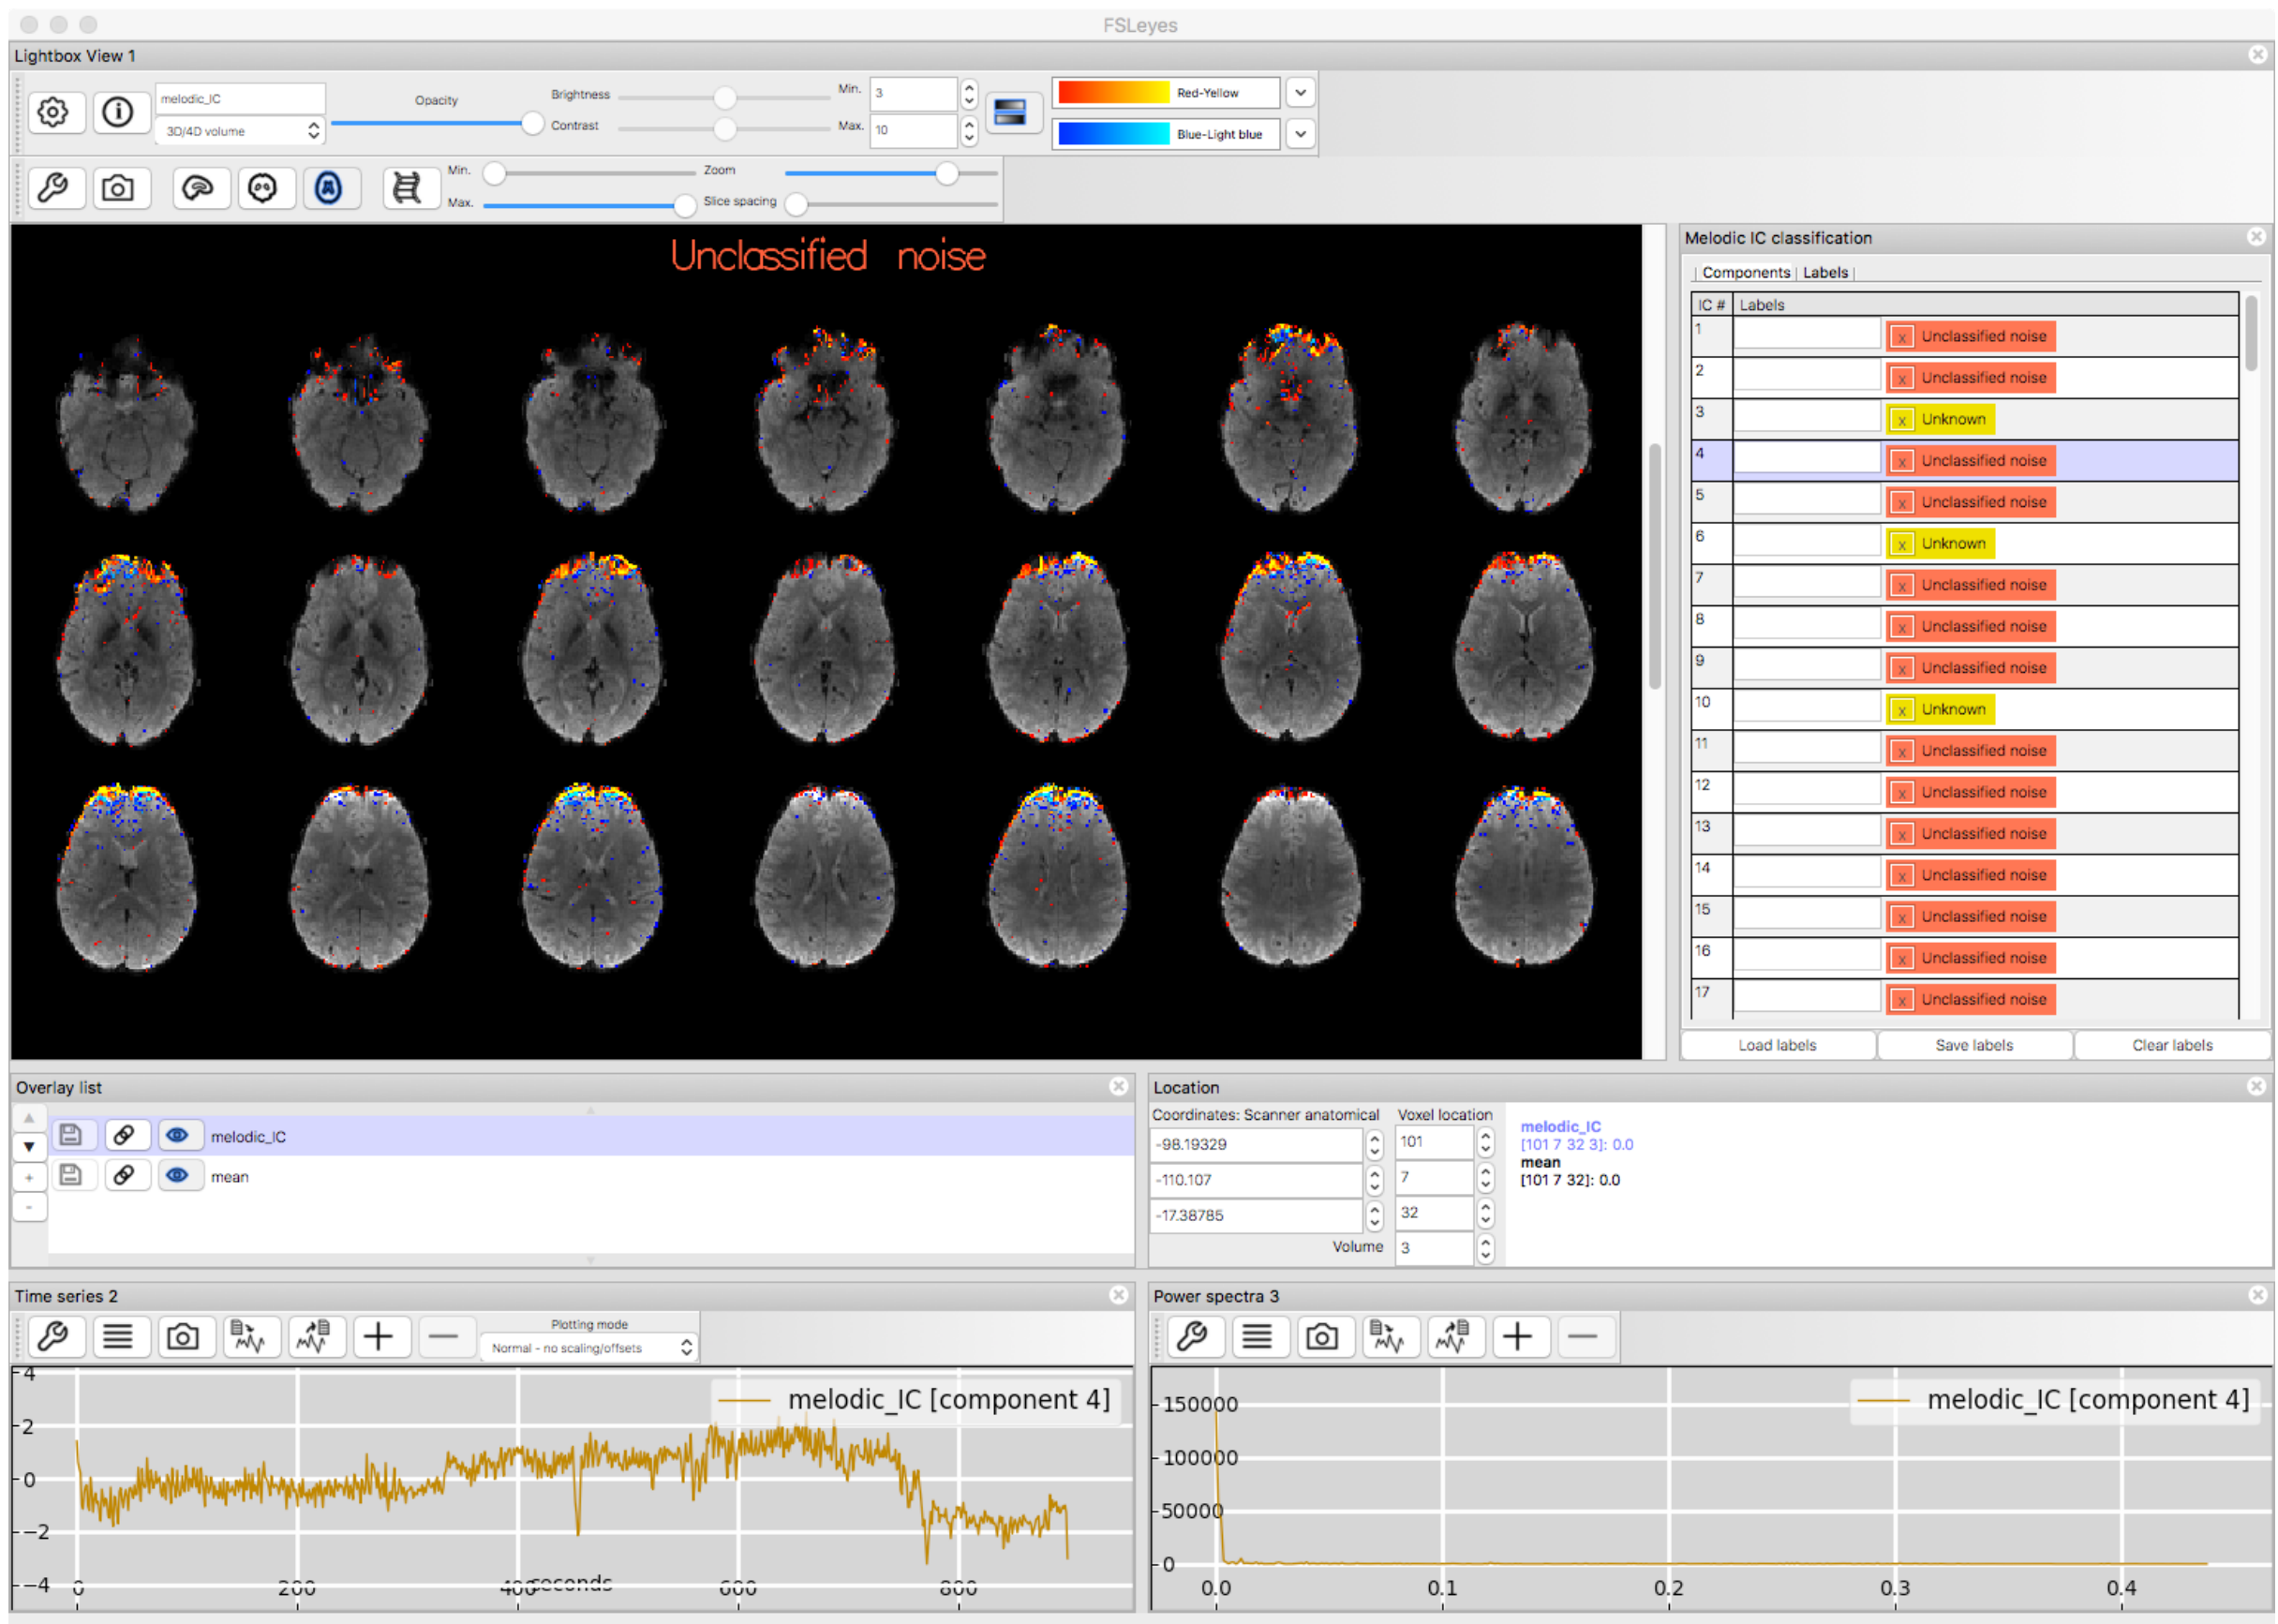 FSLeyes
Lightbox View 1
melodic_IC
3D/4D volume
Opacity
Brightness
Contrast
Min. 3
Max. 10
Red-Yellow
Blue-Light blue
Min.
Max.
Zoom
Slice spacing
Unclassified noise
Melodic IC classification
Components | Labels
IC # Labels
1 x Unclassified noise
2 x Unclassified noise
3 x Unknown
4 x Unclassified noise
5 x Unclassified noise
6 x Unknown
7 x Unclassified noise
8 x Unclassified noise
9 x Unclassified noise
10 x Unknown
11 x Unclassified noise
12 x Unclassified noise
13 x Unclassified noise
14 x Unclassified noise
15 x Unclassified noise
16 x Unclassified noise
17 x Unclassified noise
Load labels Save labels Clear labels
Overlay list
melodic_IC
mean
Location
Coordinates: Scanner anatomical Voxel location
-98.19329 101
-110.107 7
-17.38785 32
Volume 3
melodic_IC
[101 7 32 3]: 0.0
mean
[101 7 32]: 0.0
Time series 2
Plotting mode
Normal - no scaling/offsets
melodic_IC [component 4]
4
2
0
−2
−4
0 200 400 600 800
seconds
Power spectra 3
melodic_IC [component 4]
150000
100000
50000
0
0.0 0.1 0.2 0.3 0.4